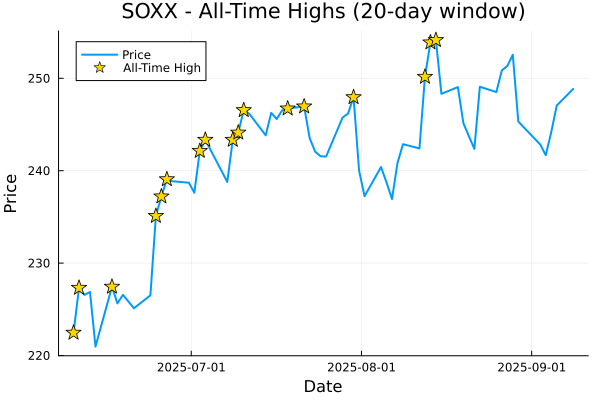 SOXX - All-Time Highs (20-day window)
Price
All-Time High
Price
250
240
230
220
2025-07-01
2025-08-01
2025-09-01
Date